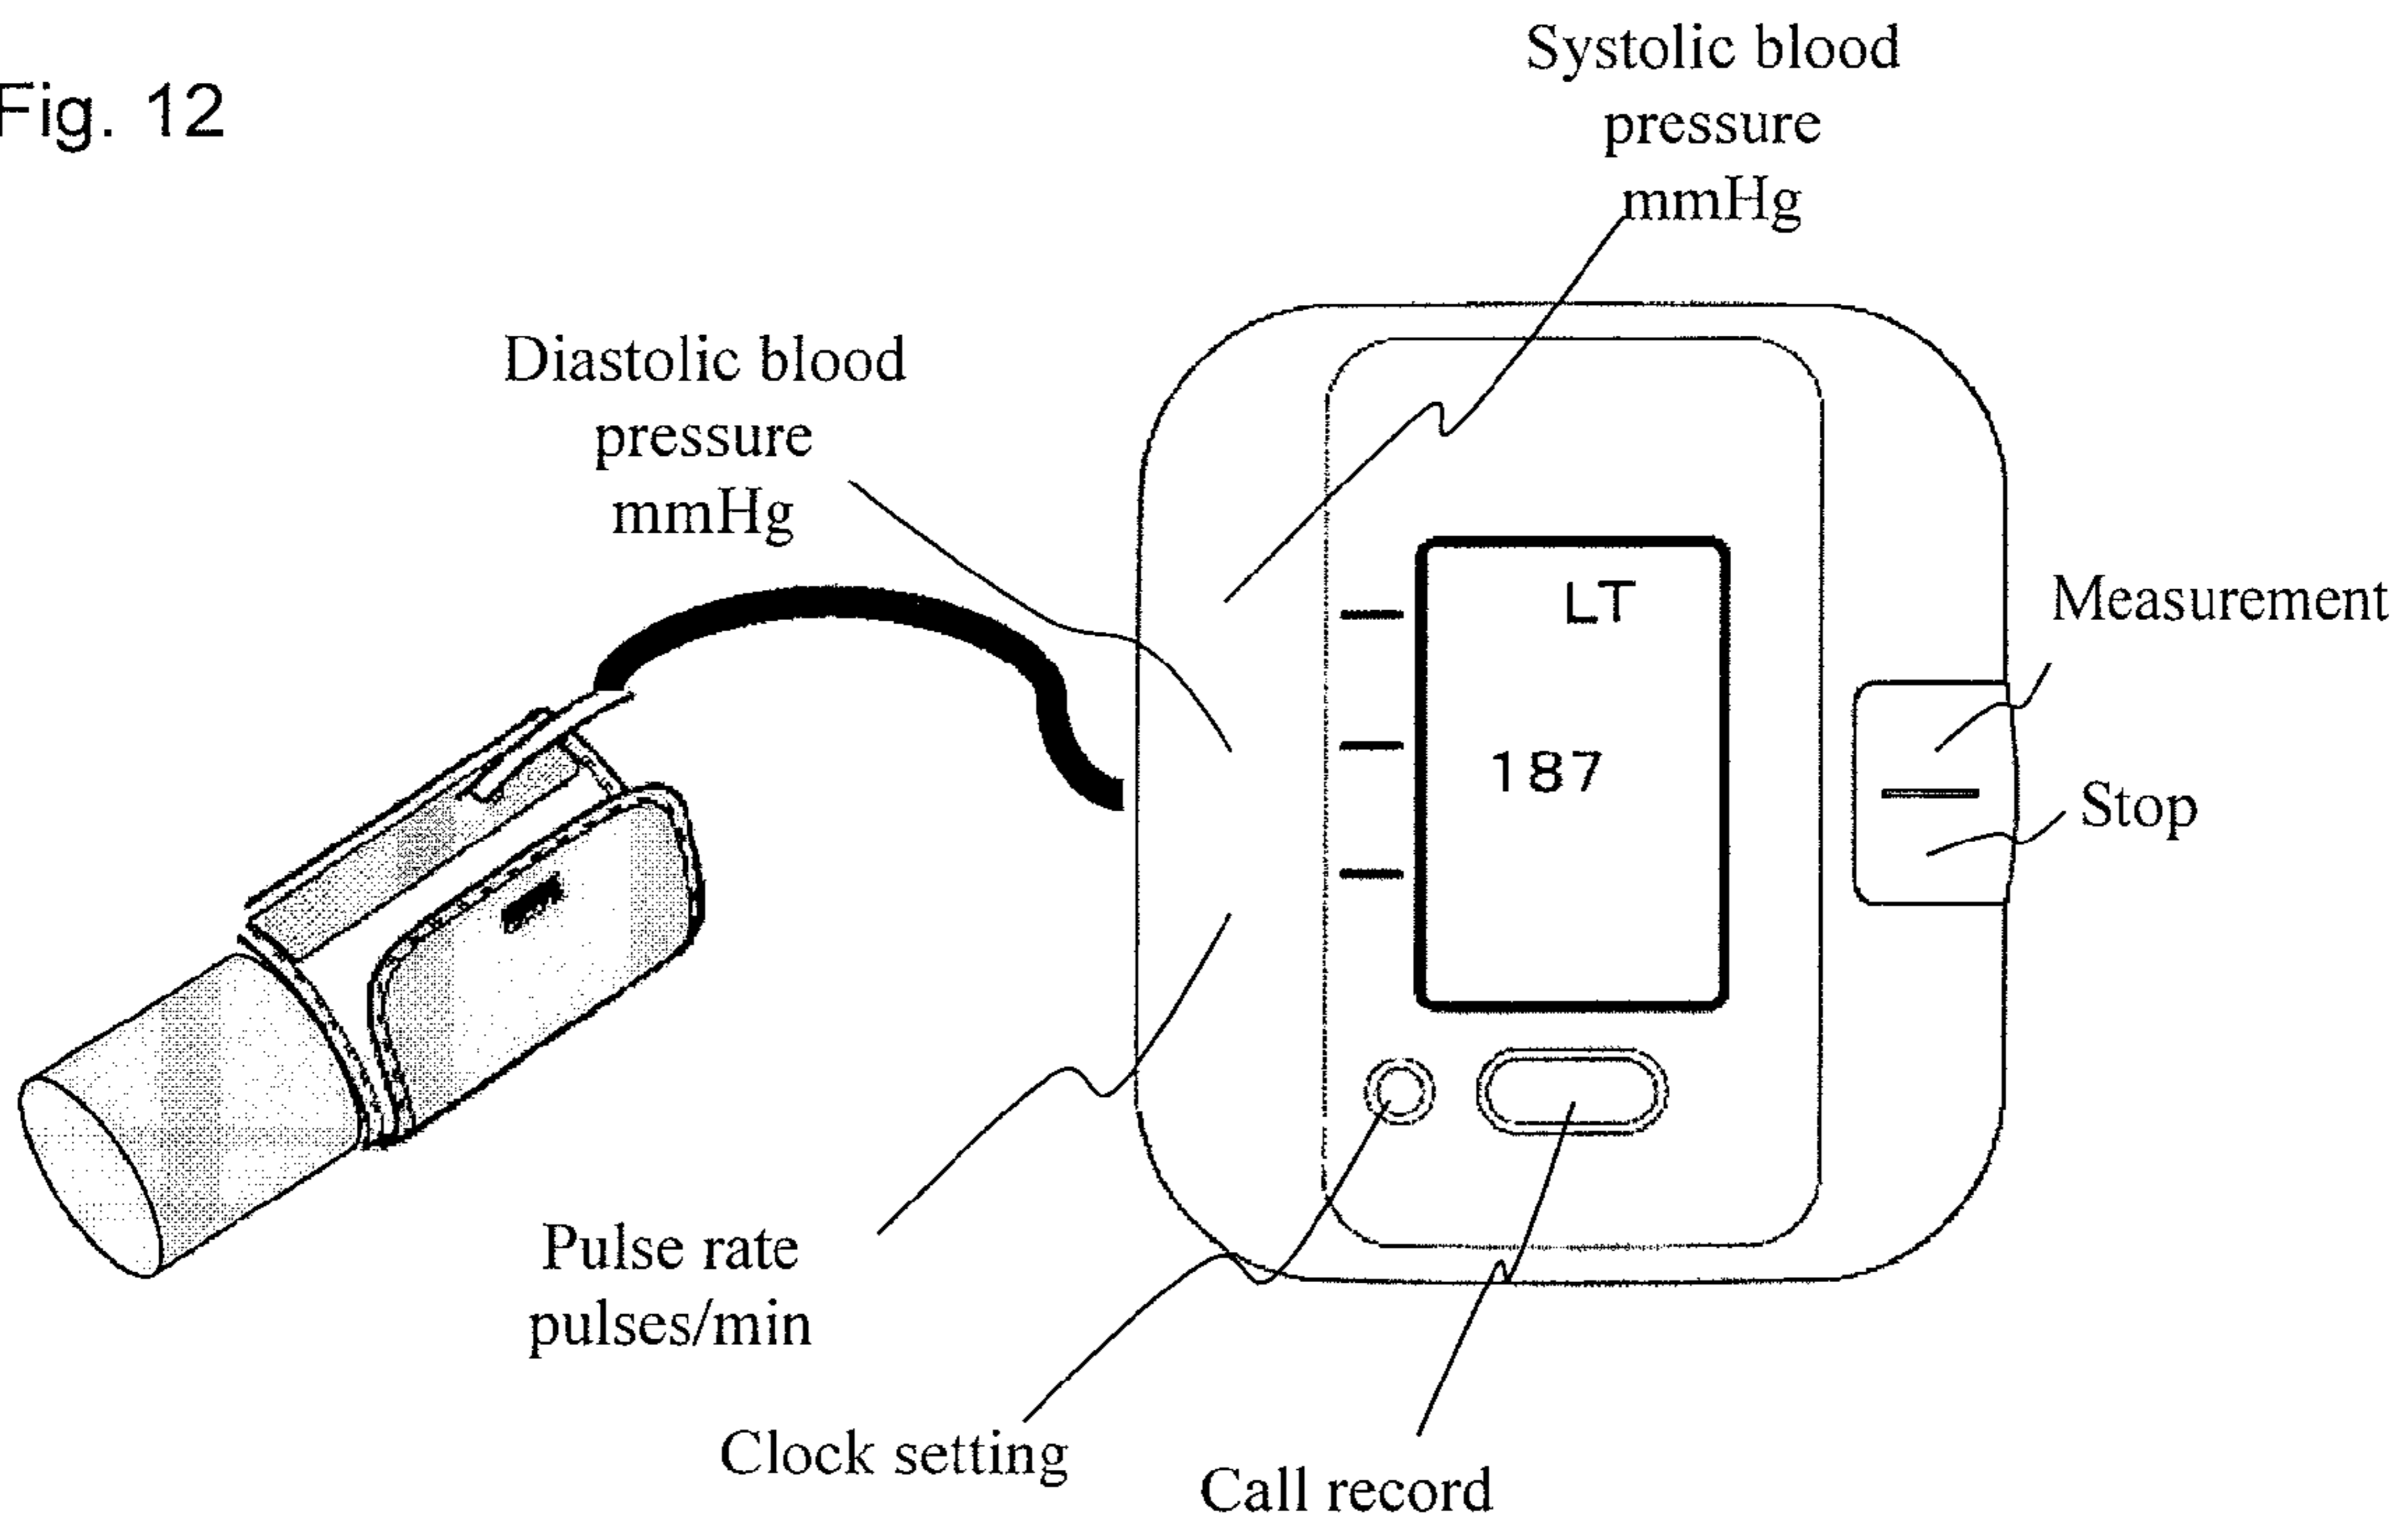 Fig. 12
Systolic blood
pressure
mmHg
Diastolic blood
pressure
mmHg
LT
187
Measurement
Stop
Pulse rate
pulses/min
Clock setting
Call record